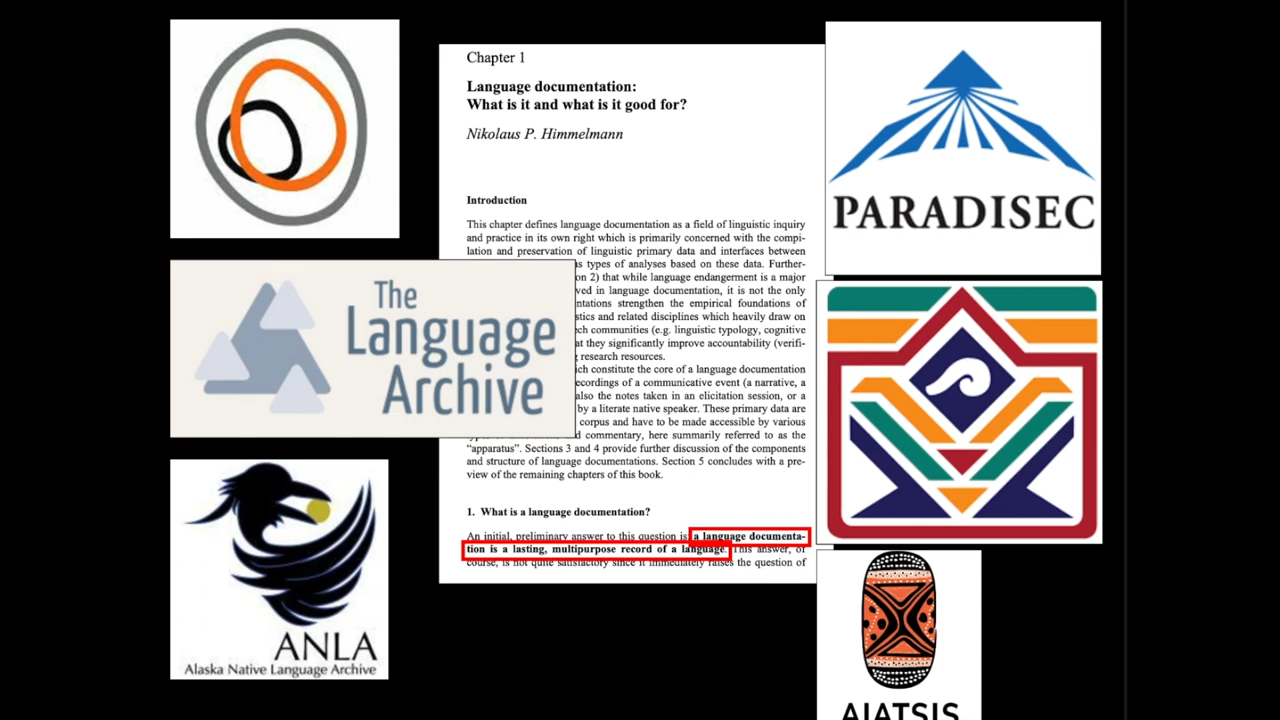 Chapter 1
Language documentation:
What is it and what is it good for?
Nikolaus P. Himmelmann
Introduction
This chapter defines language documentation as a field of linguistic inquiry
and practice in its own right which is primarily concerned with the compi-
lation and preservation of linguistic primary data and interfaces between
as types of analyses based on these data. Further-
on 2) that while language endangerment is a major
ved in language documentation, it is not the only
ntations strengthen the empirical foundations of
stics and related disciplines which heavily draw on
ch communities (e.g. linguistic typology, cognitive
at they significantly improve accountability (verifi-
research resources.
ich constitute the core of a language documentation
ecordings of a communicative event (a narrative, a
also the notes taken in an elicitation session, or a
by a literate native speaker. These primary data are
corpus and have to be made accessible by various
d commentary, here summarily referred to as the
“apparatus”. Sections 3 and 4 provide further discussion of the components
and structure of language documentations. Section 5 concludes with a pre-
view of the remaining chapters of this book.
1. What is a language documentation?
An initial, preliminary answer to this question is a language documenta-
tion is a lasting, multipurpose record of a language. This answer, of
course, is not quite satisfactory since it immediately raises the question of
The
Language
Archive
ANLA
Alaska Native Language Archive
PARADISEC
AIATSIS